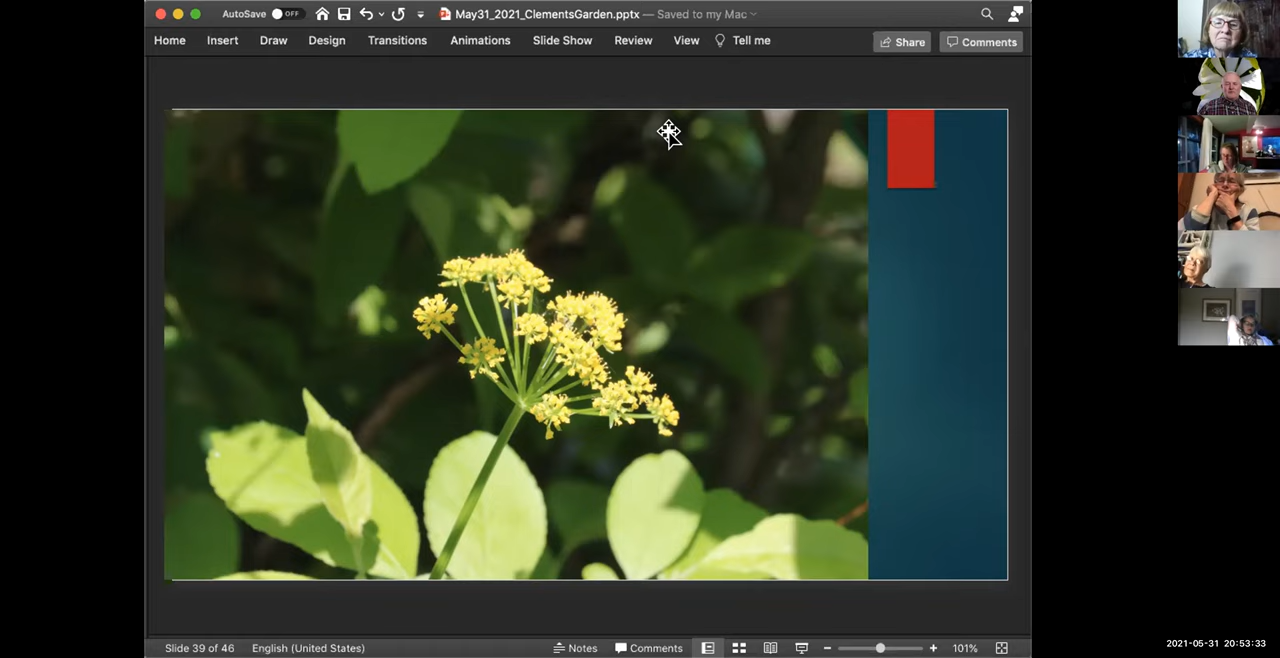 AutoSave OFF May31_2021_ClementsGarden.pptx — Saved to my Mac
Home Insert Draw Design Transitions Animations Slide Show Review View Tell me Share Comments
Slide 39 of 46 English (United States) Notes Comments 101%
2021-05-31 20:53:33